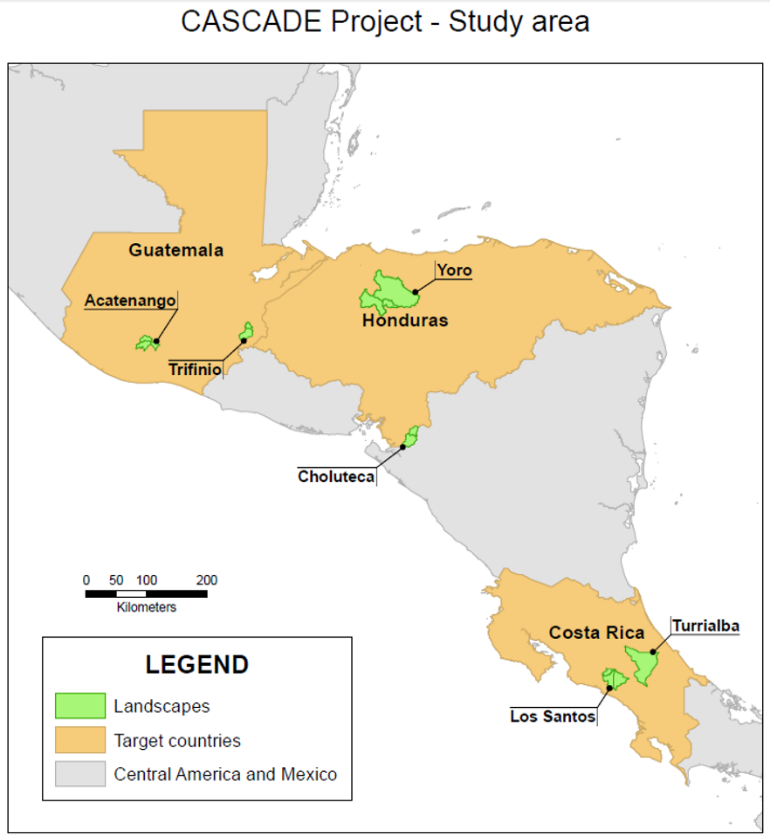 CASCADE Project - Study area
Guatemala
Yoro
Acatenango
Honduras
Trifinio
Choluteca
0 50 100 200
Kilometers
Costa Rica
Turrialba
Los Santos
LEGEND
Landscapes
Target countries
Central America and Mexico